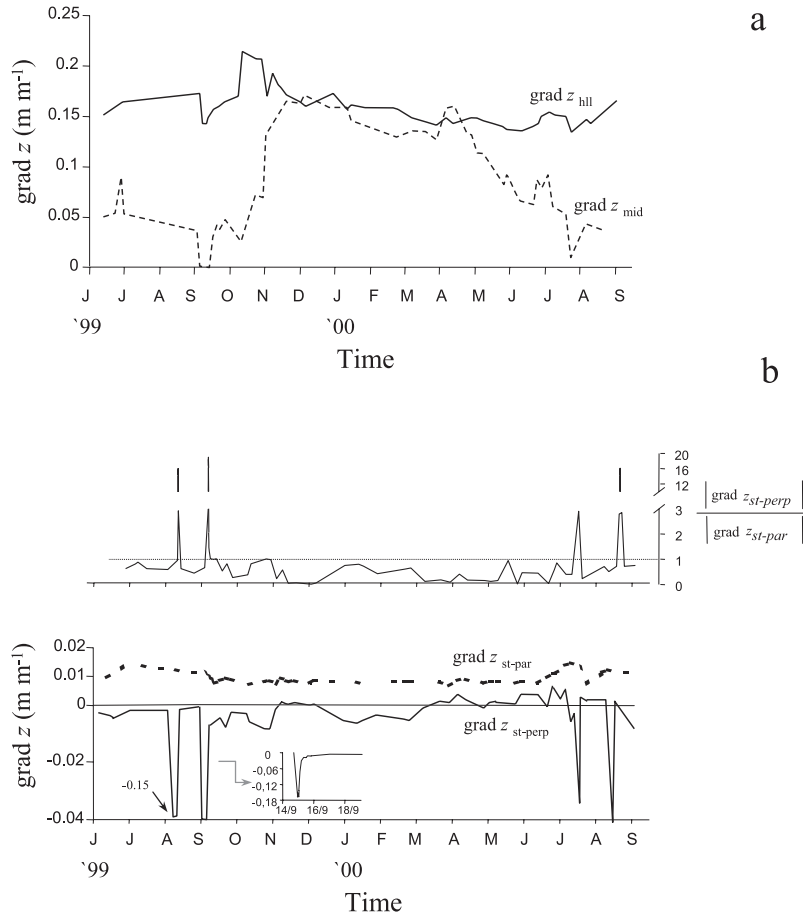 a
0.25
0.2
0.15
0.1
0.05
0
grad z (m m-1)
grad z hll
grad z mid
J J A S O N D J F M A M J J A S
`99 `00
Time
b
20
16
12
3
2
1
0
|grad z st-perp|
|grad z st-par|
0.02
0.01
0
-0.02
-0.04
grad z (m m-1)
grad z st-par
grad z st-perp
-0.15
0
-0,06
-0,12
-0,18
14/9 16/9 18/9
J J A S O N D J F M A M J J A S
`99 `00
Time